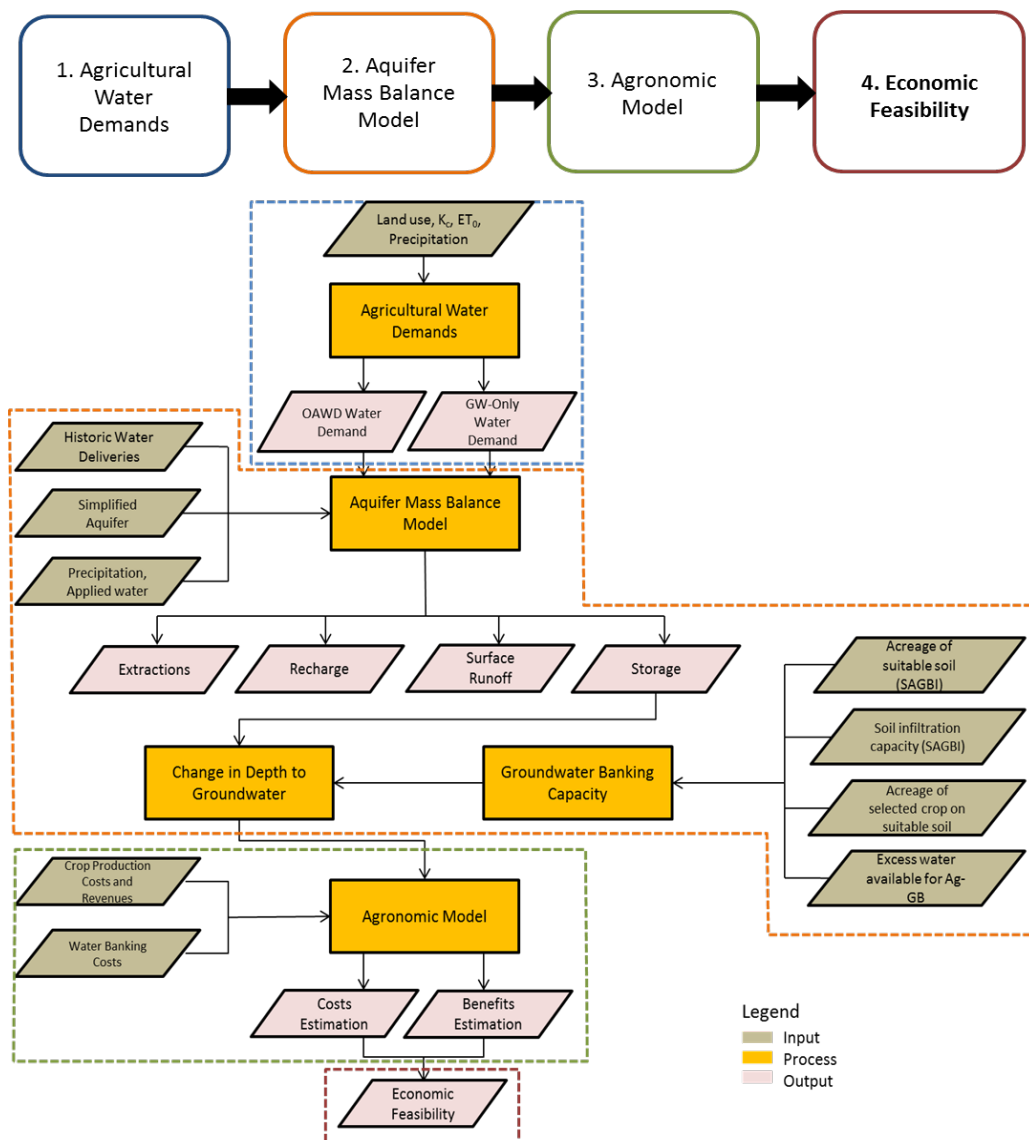 1. Agricultural
Water
Demands
2. Aquifer
Mass Balance
Model
3. Agronomic
Model
4. Economic
Feasibility
Land use, Kc, ET0,
Precipitation
Agricultural Water
Demands
OAWD Water
Demand
GW-Only
Water
Demand
Historic Water
Deliveries
Simplified
Aquifer
Precipitation,
Applied water
Aquifer Mass Balance
Model
Extractions
Recharge
Surface
Runoff
Storage
Acreage of
suitable soil
(SAGBI)
Soil infiltration
capacity (SAGBI)
Acreage of
selected crop on
suitable soil
Excess water
available for Ag-
GB
Change in Depth to
Groundwater
Groundwater Banking
Capacity
Crop Production
Costs and
Revenues
Water Banking
Costs
Agronomic Model
Costs
Estimation
Benefits
Estimation
Economic
Feasibility
Legend
Input
Process
Output